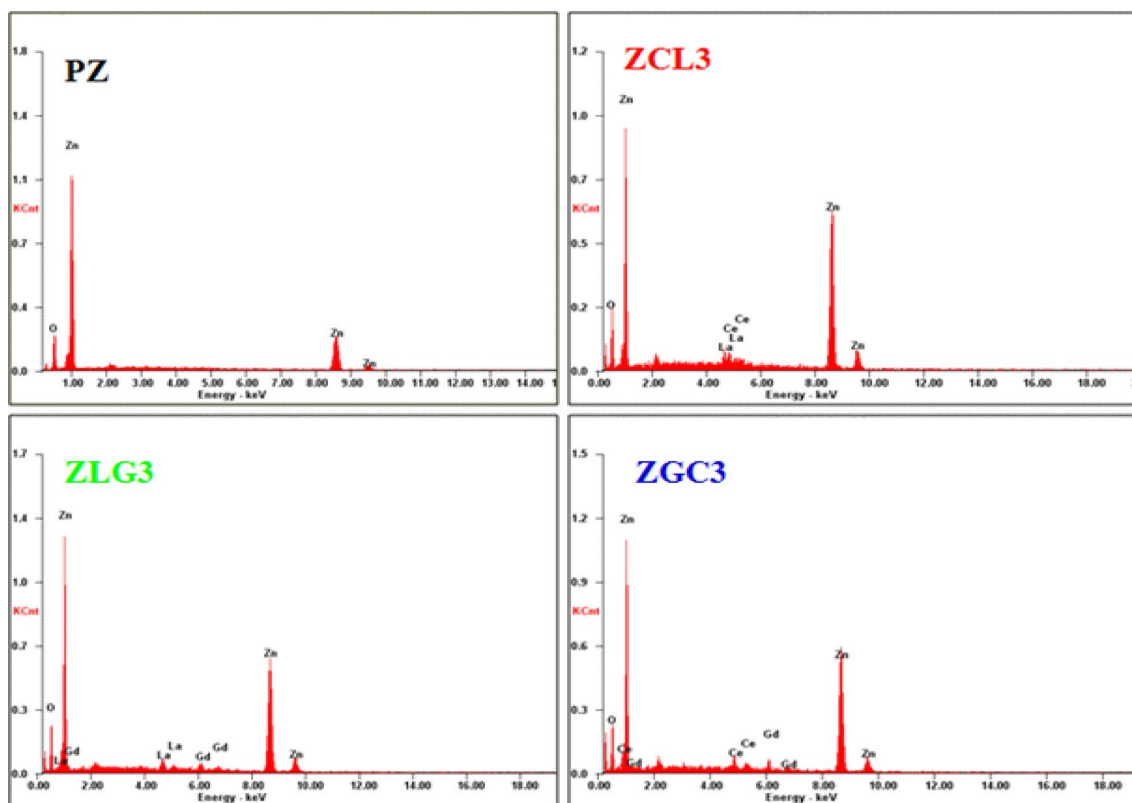 PZ
1.8
1.4
1.1
KCnt
0.7
0.4
0.0
Zn
O
Zn
Zn
1.00 2.00 3.00 4.00 5.00 6.00 7.00 8.00 9.00 10.00 11.00 12.00 13.00 14.00
Energy - keV
ZCL3
1.2
1.0
0.7
KCnt
0.5
0.2
0.0
Zn
O
Zn
Ce
Ce
La
La
Zn
0.00 2.00 4.00 6.00 8.00 10.00 12.00 14.00 16.00 18.00
Energy - keV
ZLG3
1.7
1.4
1.0
KCnt
0.7
0.3
0.0
Zn
O
La
Gd
La
La
Gd
Gd
Zn
Zn
0.00 2.00 4.00 6.00 8.00 10.00 12.00 14.00 16.00 18.00
Energy - keV
ZGC3
1.5
1.2
0.9
KCnt
0.6
0.3
0.0
Zn
O
Ce
Gd
Ce
Ce
Gd
Gd
Zn
Zn
0.00 2.00 4.00 6.00 8.00 10.00 12.00 14.00 16.00 18.00
Energy - keV